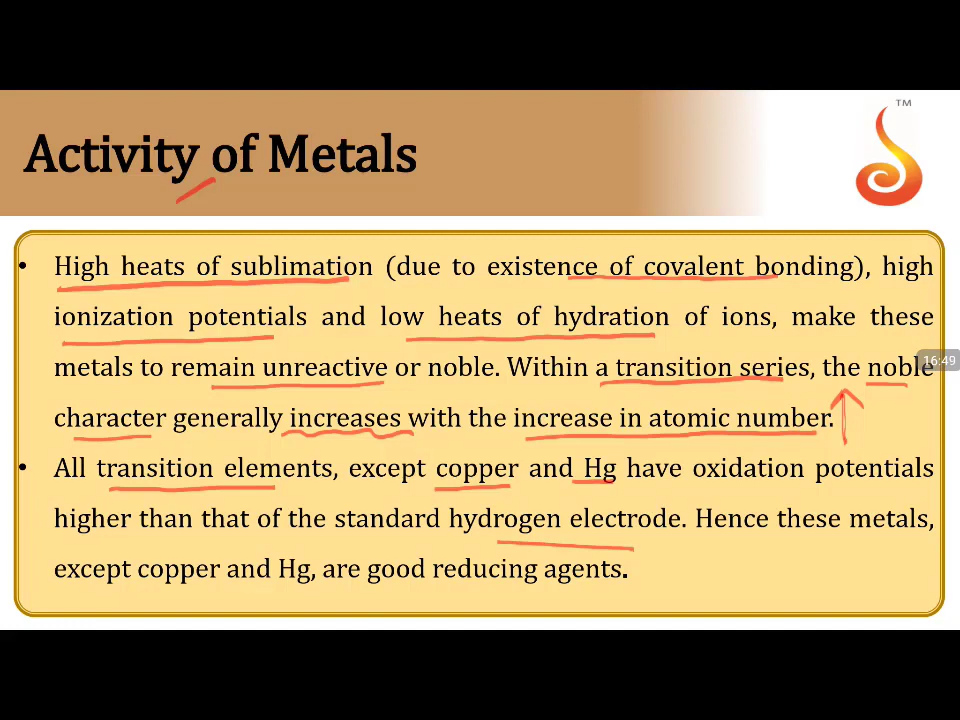 TM
Activity of Metals
• High heats of sublimation (due to existence of covalent bonding), high
ionization potentials and low heats of hydration of ions, make these
metals to remain unreactive or noble. Within a transition series, the noble
16:49
character generally increases with the increase in atomic number.
• All transition elements, except copper and Hg have oxidation potentials
higher than that of the standard hydrogen electrode. Hence these metals,
except copper and Hg, are good reducing agents.